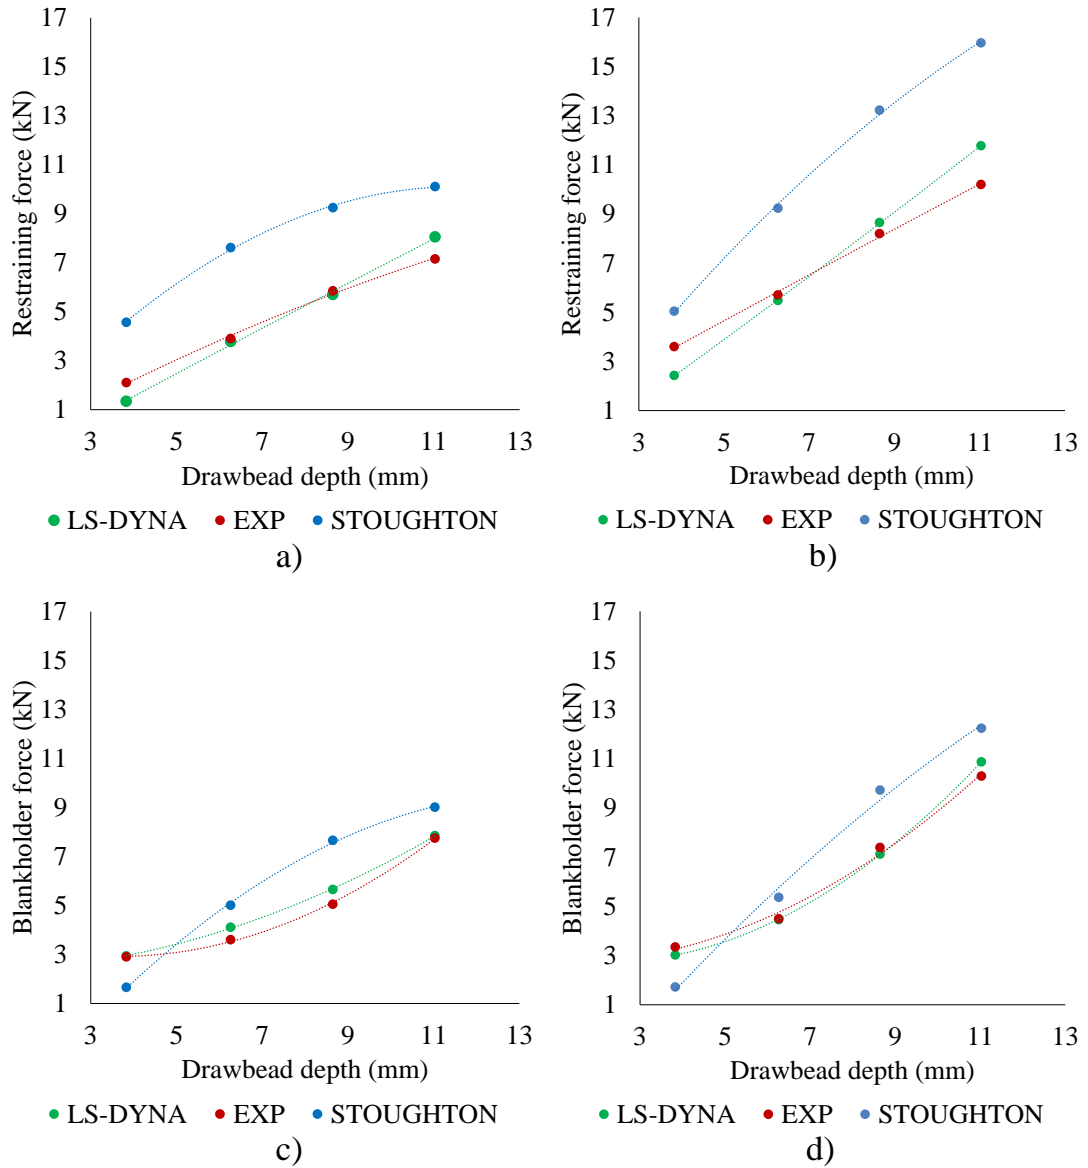 17
15
13
11
9
7
5
3
1
Restraining force (kN)
3 5 7 9 11 13
Drawbead depth (mm)
LS-DYNA EXP STOUGHTON
a)
17
15
13
11
9
7
5
3
1
Restraining force (kN)
3 5 7 9 11 13
Drawbead depth (mm)
LS-DYNA EXP STOUGHTON
b)
17
15
13
11
9
7
5
3
1
Blankholder force (kN)
3 5 7 9 11 13
Drawbead depth (mm)
LS-DYNA EXP STOUGHTON
c)
17
15
13
11
9
7
5
3
1
Blankholder force (kN)
3 5 7 9 11 13
Drawbead depth (mm)
LS-DYNA EXP STOUGHTON
d)